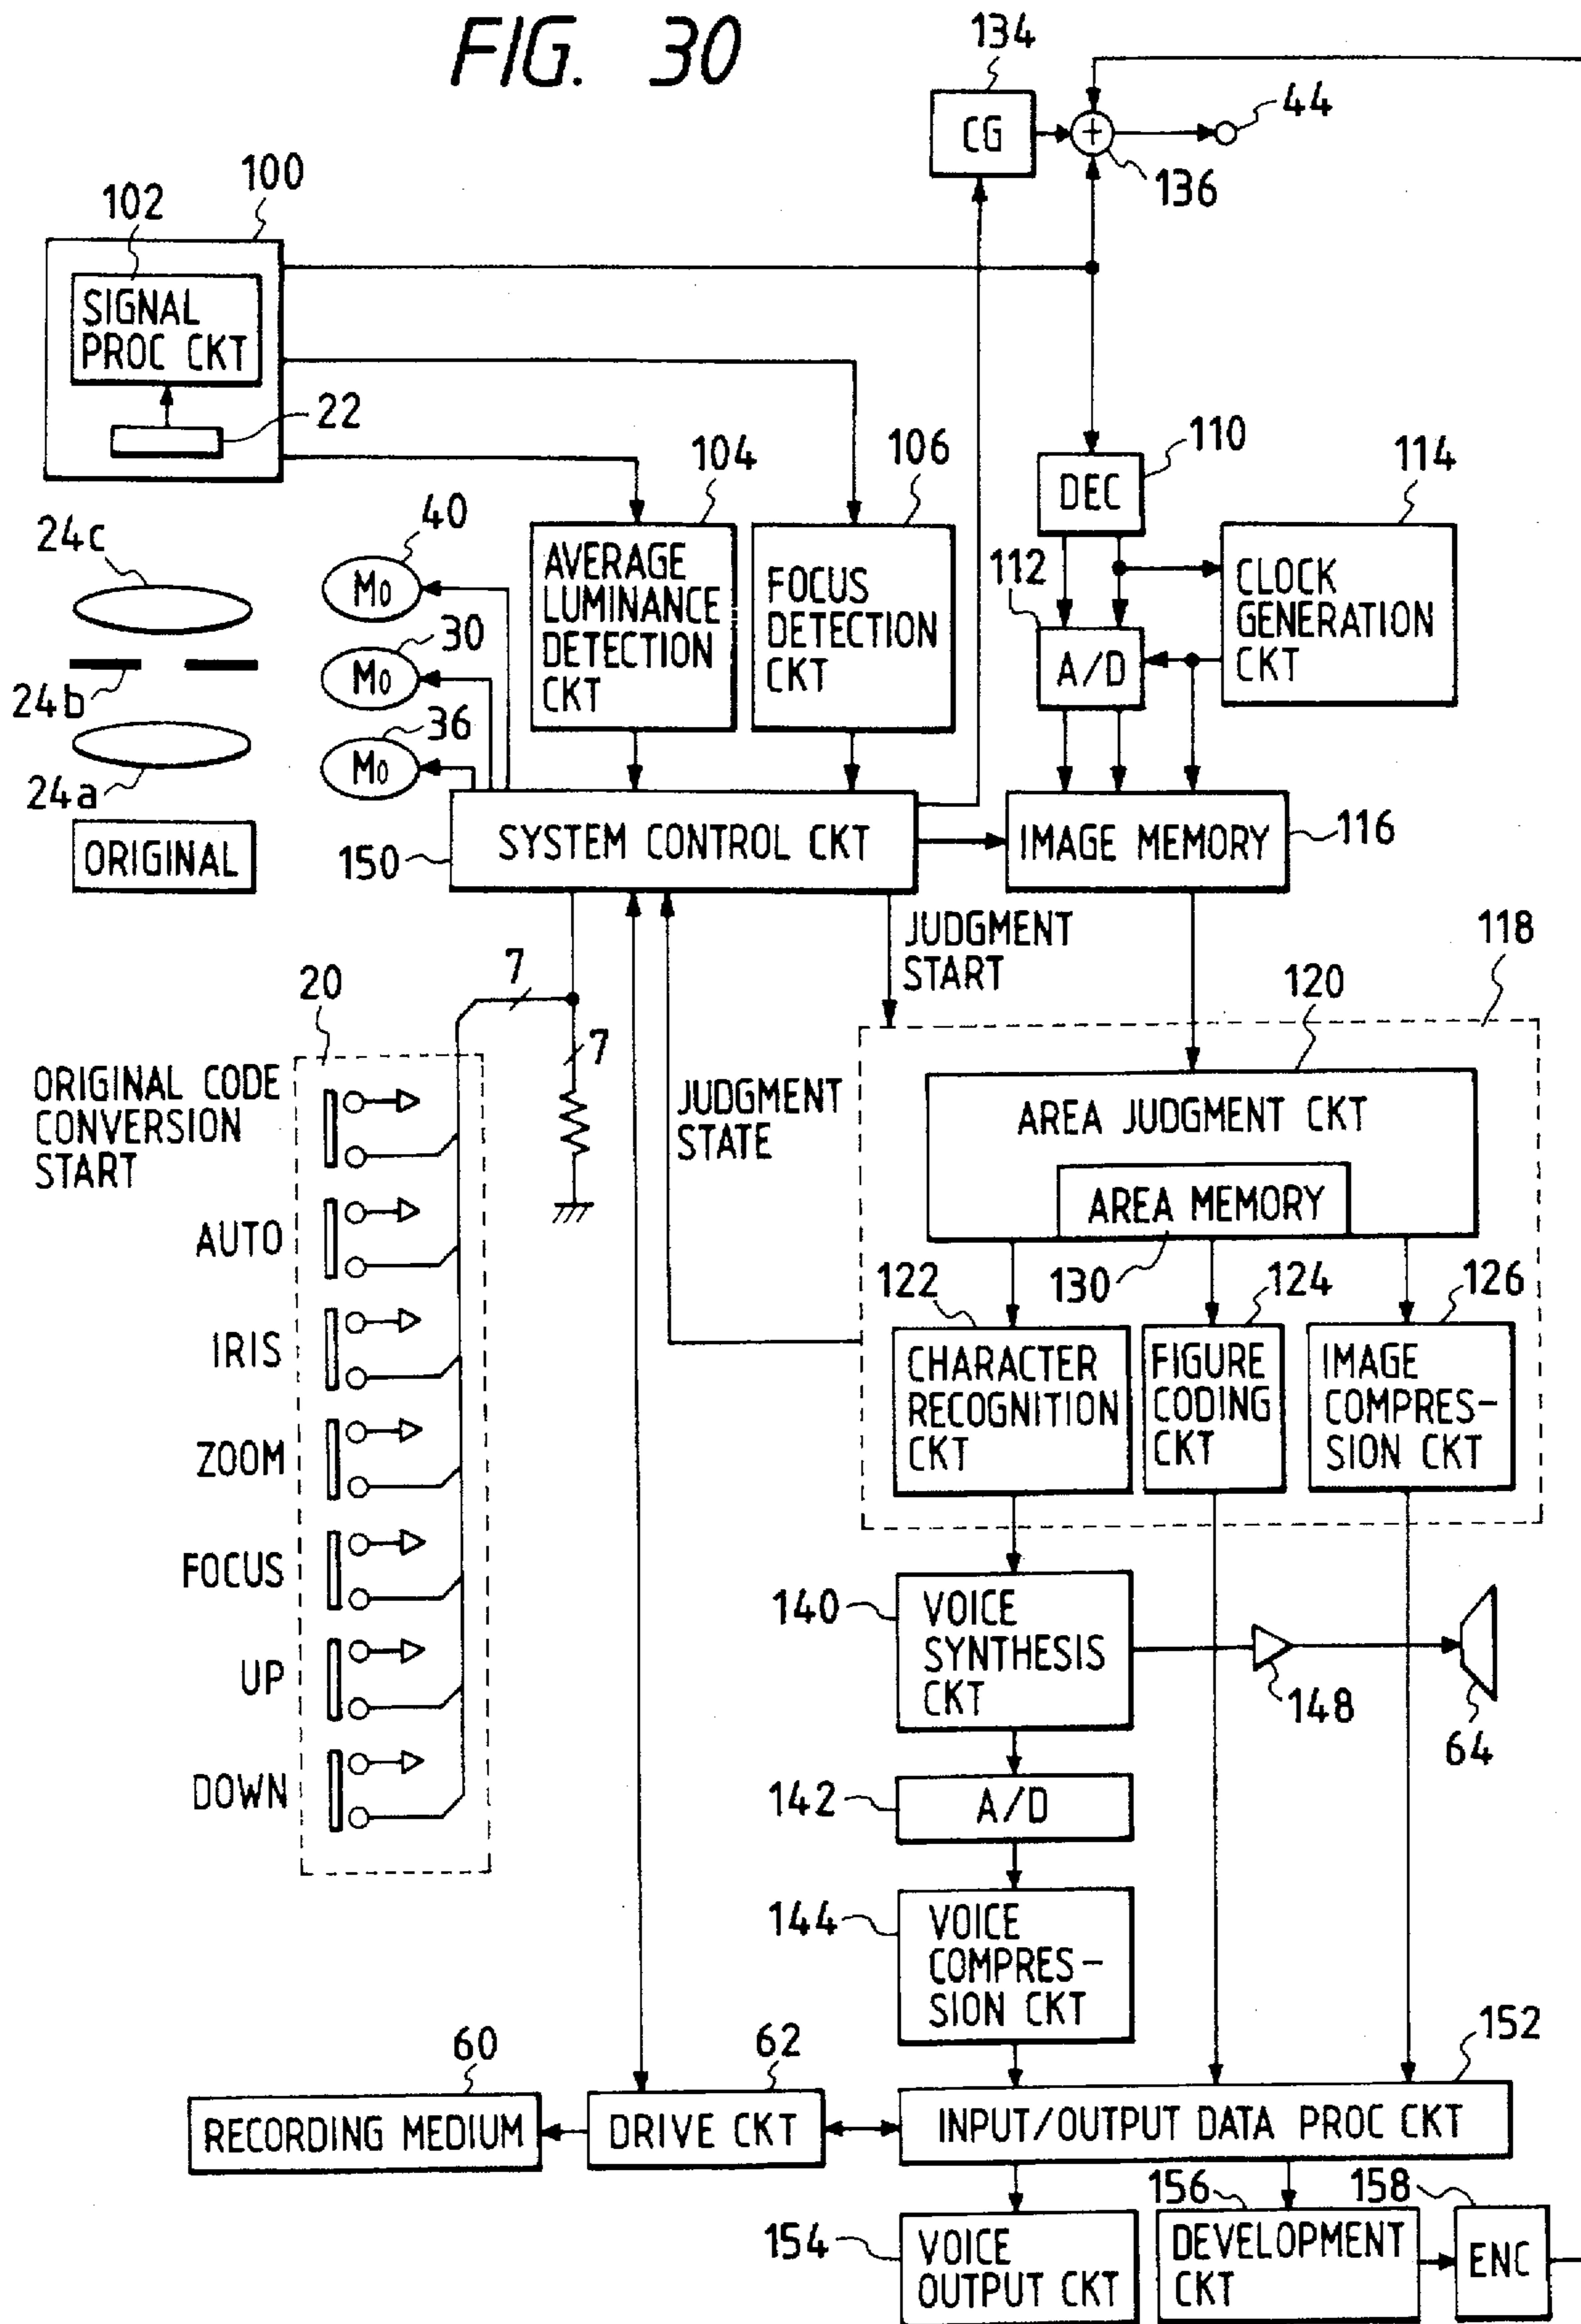 FIG. 30
134
CG
44
136
100
102
SIGNAL
PROC CKT
22
104
106
110
DEC
114
24c
40
Mo
AVERAGE
LUMINANCE
DETECTION
CKT
FOCUS
DETECTION
CKT
112
A/D
CLOCK
GENERATION
CKT
24b
30
Mo
36
Mo
24a
ORIGINAL
150
SYSTEM CONTROL CKT
IMAGE MEMORY
116
JUDGMENT
START
118
20
7
7
120
ORIGINAL CODE
CONVERSION
START
JUDGMENT
STATE
AREA JUDGMENT CKT
AREA MEMORY
AUTO
122
130
124
126
IRIS
CHARACTER
RECOGNITION
CKT
FIGURE
CODING
CKT
IMAGE
COMPRES-
SION CKT
ZOOM
FOCUS
140
VOICE
SYNTHESIS
CKT
148
64
UP
DOWN
142
A/D
144
VOICE
COMPRES-
SION CKT
60
62
152
RECORDING MEDIUM
DRIVE CKT
INPUT/OUTPUT DATA PROC CKT
156
158
154
VOICE
OUTPUT CKT
DEVELOPMENT
CKT
ENC